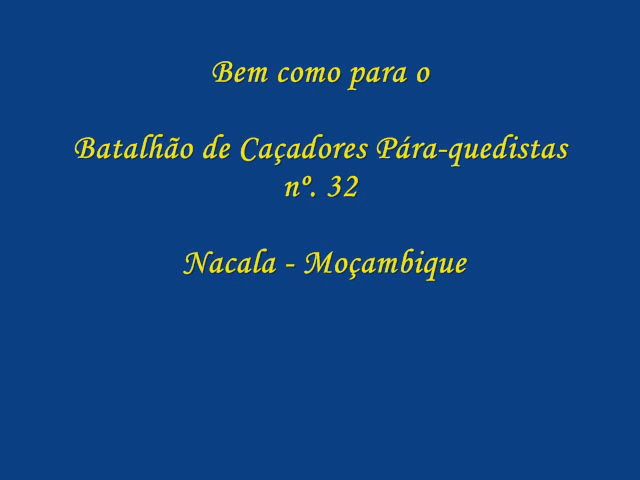 Bem como para o
Batalhão de Caçadores Pára-quedistas
nº. 32
Nacala - Moçambique